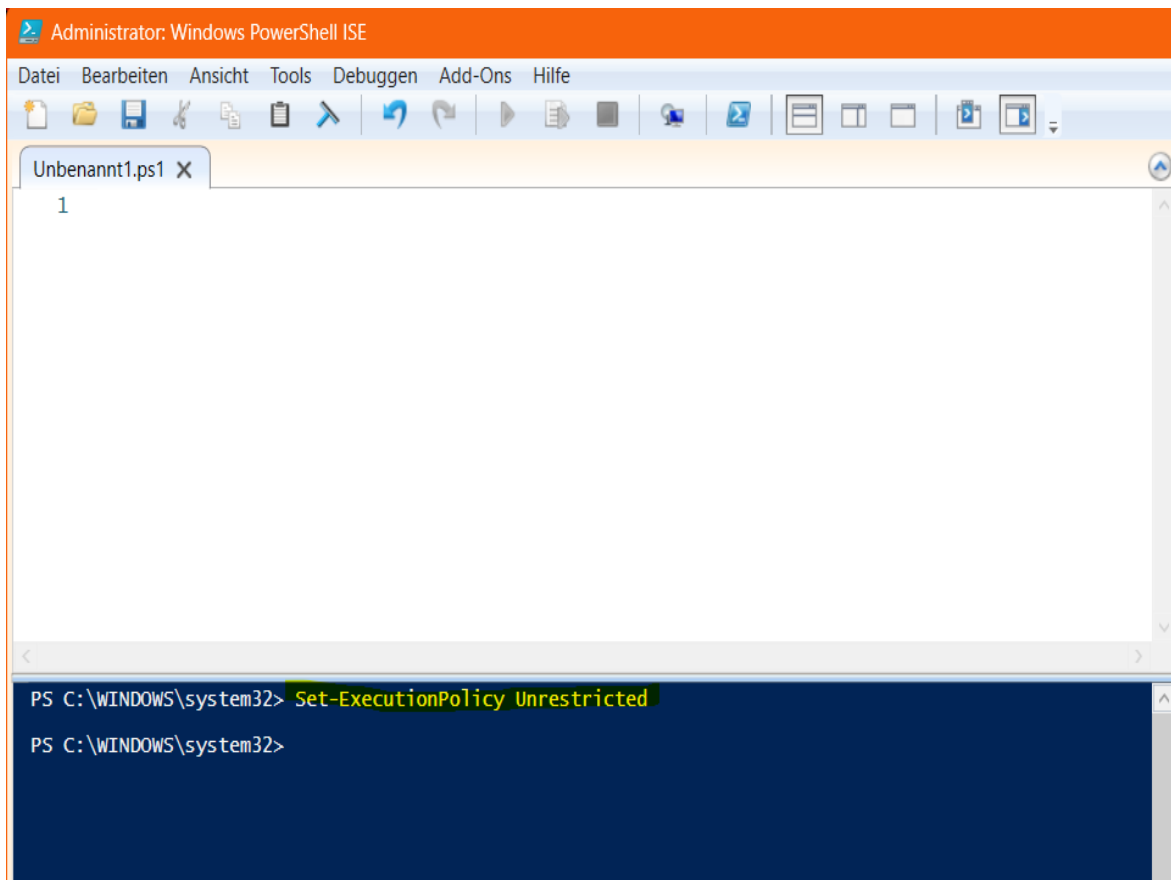 Administrator: Windows PowerShell ISE
Datei Bearbeiten Ansicht Tools Debuggen Add-Ons Hilfe
Unbenannt1.ps1
1
PS C:\WINDOWS\system32> Set-ExecutionPolicy Unrestricted
PS C:\WINDOWS\system32>